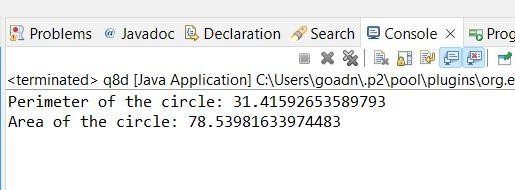 Problems @ Javadoc Declaration Search Console Prog
<terminated> q8d [Java Application] C:\Users\goadn\.p2\pool\plugins\org.e
Perimeter of the circle: 31.41592653589793
Area of the circle: 78.53981633974483